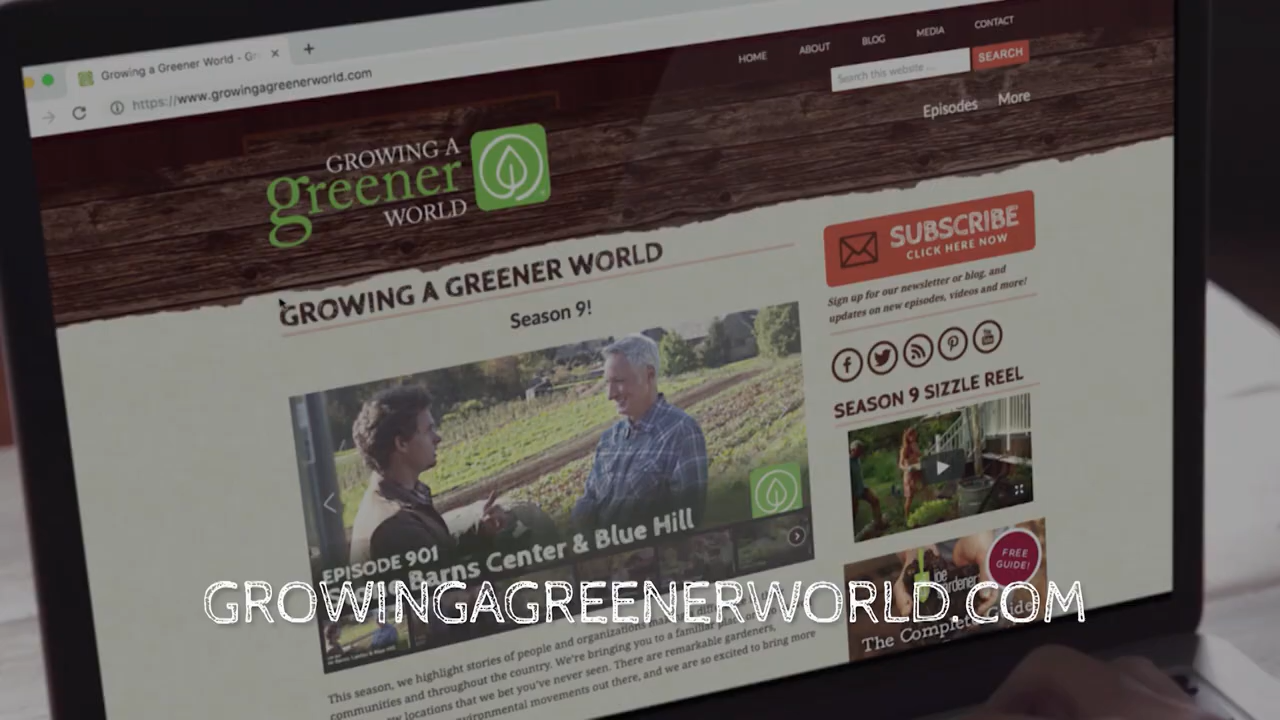 Growing a Greener World - G
https://www.growingagreenerworld.com
HOME ABOUT BLOG MEDIA CONTACT
Search this website ...
SEARCH
Episodes More
GROWING A
greener
WORLD
GROWING A GREENER WORLD
Season 9!
SUBSCRIBE
CLICK HERE NOW
Sign up for our newsletter or blog, and
updates on new episodes, videos and more!
SEASON 9 SIZZLE REEL
EPISODE 901
Barns Center & Blue Hill
FREE
GUIDE!
joe
gardener
The Complete Guide
GROWINGAGREENERWORLD.COM
This season, we highlight stories of people and organizations
communities and throughout the country. We're bringing you to a familiar
locations that we bet you've never seen. There are remarkable gardeners,
environmental movements out there, and we are so excited to bring more